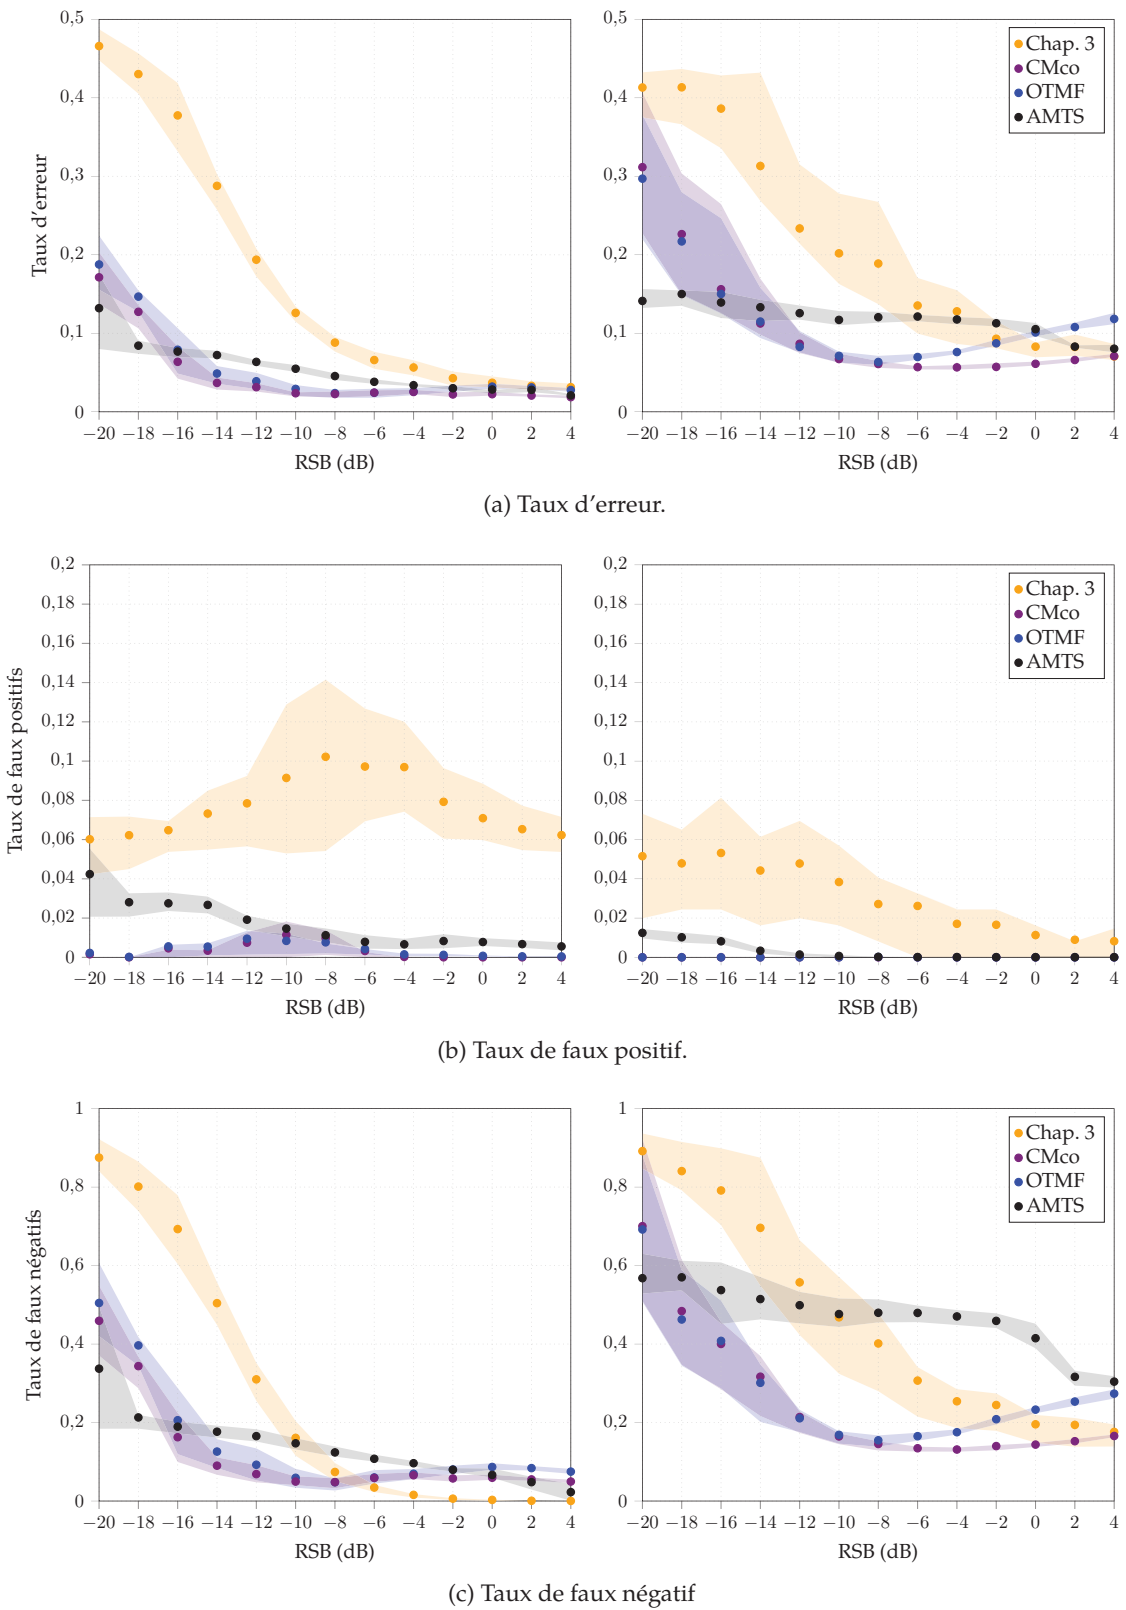 0,5
0,4
0,3
0,2
0,1
0
Taux d'erreur
−20 −18 −16 −14 −12 −10 −8 −6 −4 −2 0 2 4
RSB (dB)
0,5
0,4
0,3
0,2
0,1
0
Chap. 3
CMco
OTMF
AMTS
−20 −18 −16 −14 −12 −10 −8 −6 −4 −2 0 2 4
RSB (dB)
(a) Taux d'erreur.
0,2
0,18
0,16
0,14
0,12
0,1
0,08
0,06
0,04
0,02
0
Taux de faux positifs
−20 −18 −16 −14 −12 −10 −8 −6 −4 −2 0 2 4
RSB (dB)
0,2
0,18
0,16
0,14
0,12
0,1
0,08
0,06
0,04
0,02
0
Chap. 3
CMco
OTMF
AMTS
−20 −18 −16 −14 −12 −10 −8 −6 −4 −2 0 2 4
RSB (dB)
(b) Taux de faux positif.
1
0,8
0,6
0,4
0,2
0
Taux de faux négatifs
−20 −18 −16 −14 −12 −10 −8 −6 −4 −2 0 2 4
RSB (dB)
1
0,8
0,6
0,4
0,2
0
Chap. 3
CMco
OTMF
AMTS
−20 −18 −16 −14 −12 −10 −8 −6 −4 −2 0 2 4
RSB (dB)
(c) Taux de faux négatif